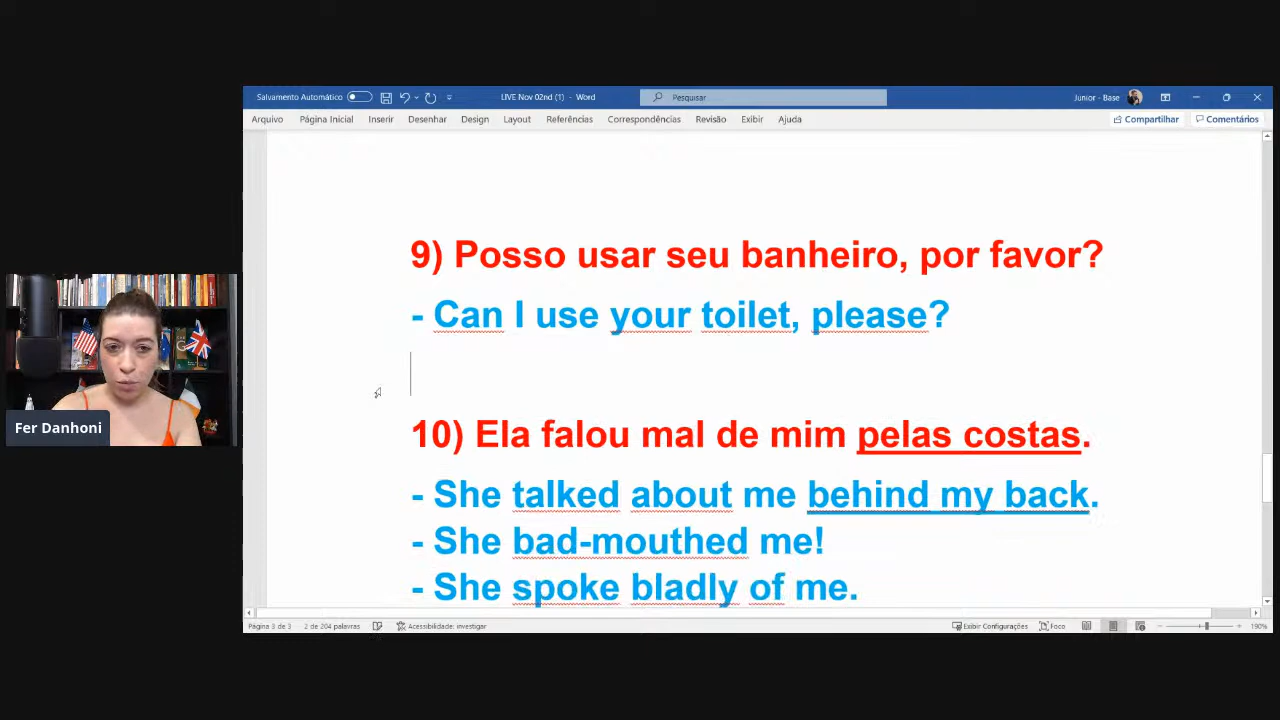 Salvamento Automático
LIVE Nov 02nd (1) - Word
Pesquisar
Junior - Base
Arquivo Página Inicial Inserir Desenhar Design Layout Referências Correspondências Revisão Exibir Ajuda Compartilhar Comentários
9) Posso usar seu banheiro, por favor?
- Can I use your toilet, please?
10) Ela falou mal de mim pelas costas.
- She talked about me behind my back.
- She bad-mouthed me!
- She spoke bladly of me.
Fer Danhoni
Página 3 de 3 2 de 204 palavras Acessibilidade: investigar Exibir Configurações Foco 190%